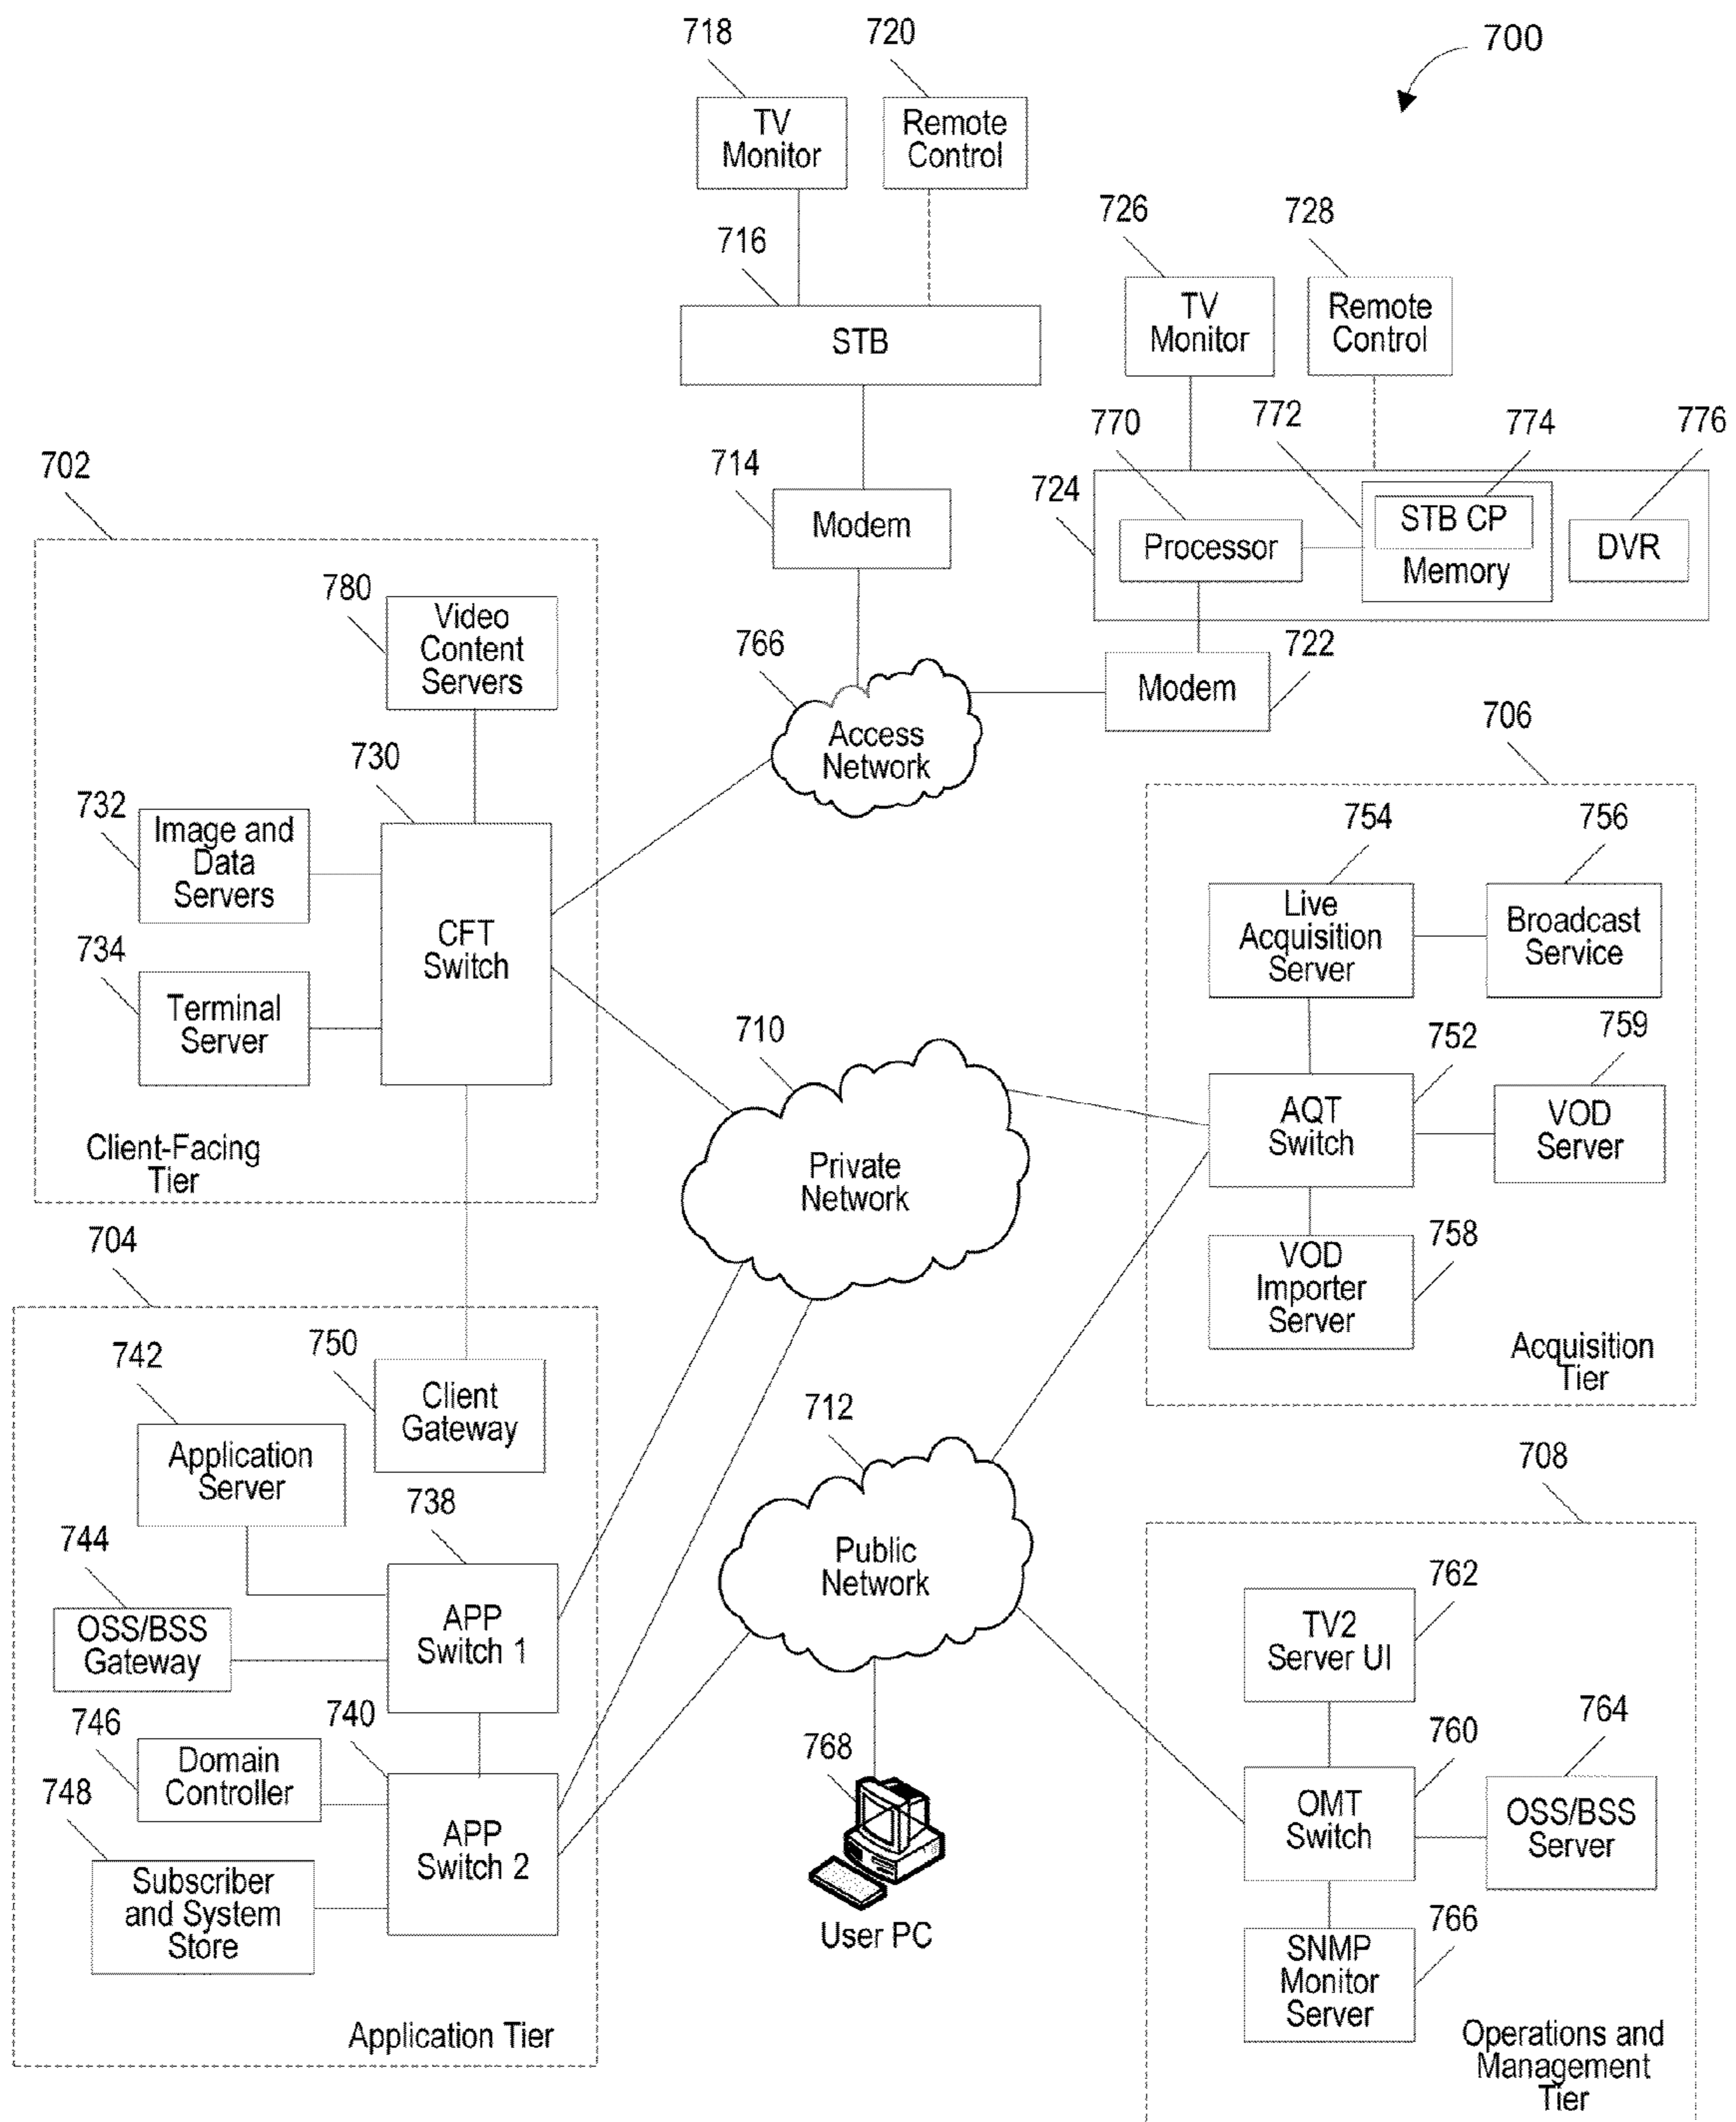 718
720
700
TV
Monitor
Remote
Control
726
728
716
TV
Monitor
Remote
Control
STB
770
772
774
776
702
714
724
Modem
Processor
STB CP
Memory
DVR
780
Video
Content
Servers
766
722
Modem
Access
Network
706
730
732
Image and
Data
Servers
754
756
CFT
Switch
Live
Acquisition
Server
Broadcast
Service
734
Terminal
Server
710
752
759
AQT
Switch
VOD
Server
Client-Facing
Tier
Private
Network
704
758
VOD
Importer
Server
742
750
Acquisition
Tier
Client
Gateway
712
Application
Server
708
738
744
APP
Switch 1
Public
Network
762
TV2
Server UI
OSS/BSS
Gateway
746
740
768
760
764
Domain
Controller
748
APP
Switch 2
OMT
Switch
OSS/BSS
Server
Subscriber
and System
Store
User PC
766
SNMP
Monitor
Server
Application Tier
Operations and
Management
Tier